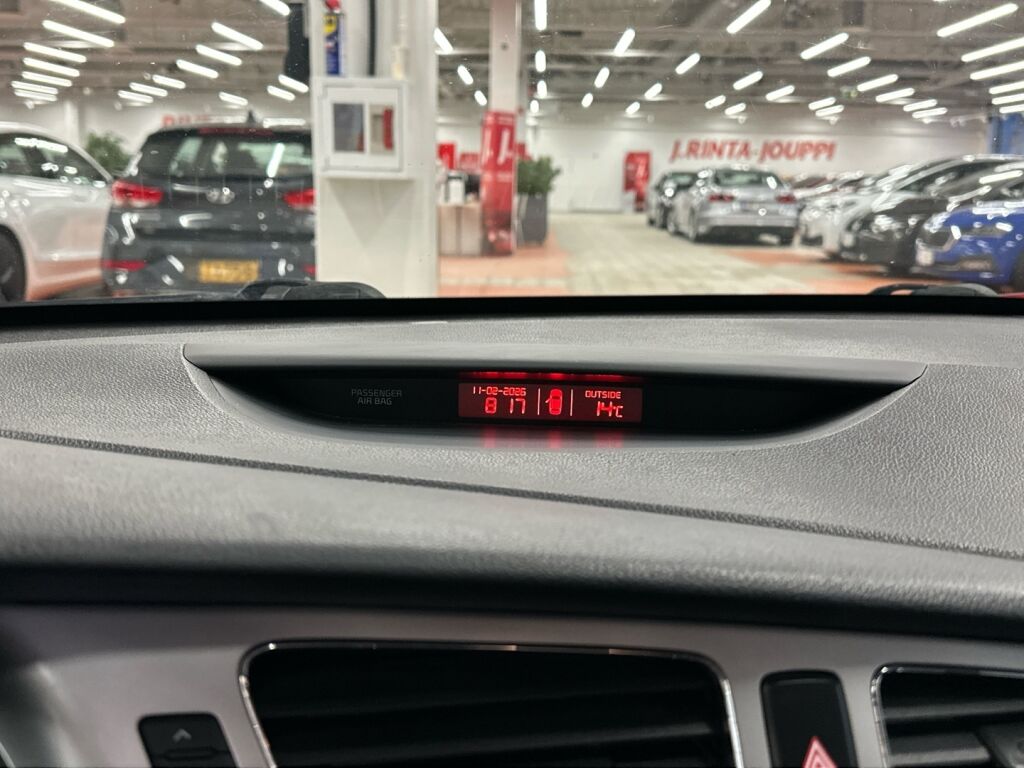 J.RINTA-JOUPPI
PASSENGER
AIR BAG
11-02-2026
8:17
OUTSIDE
14°C